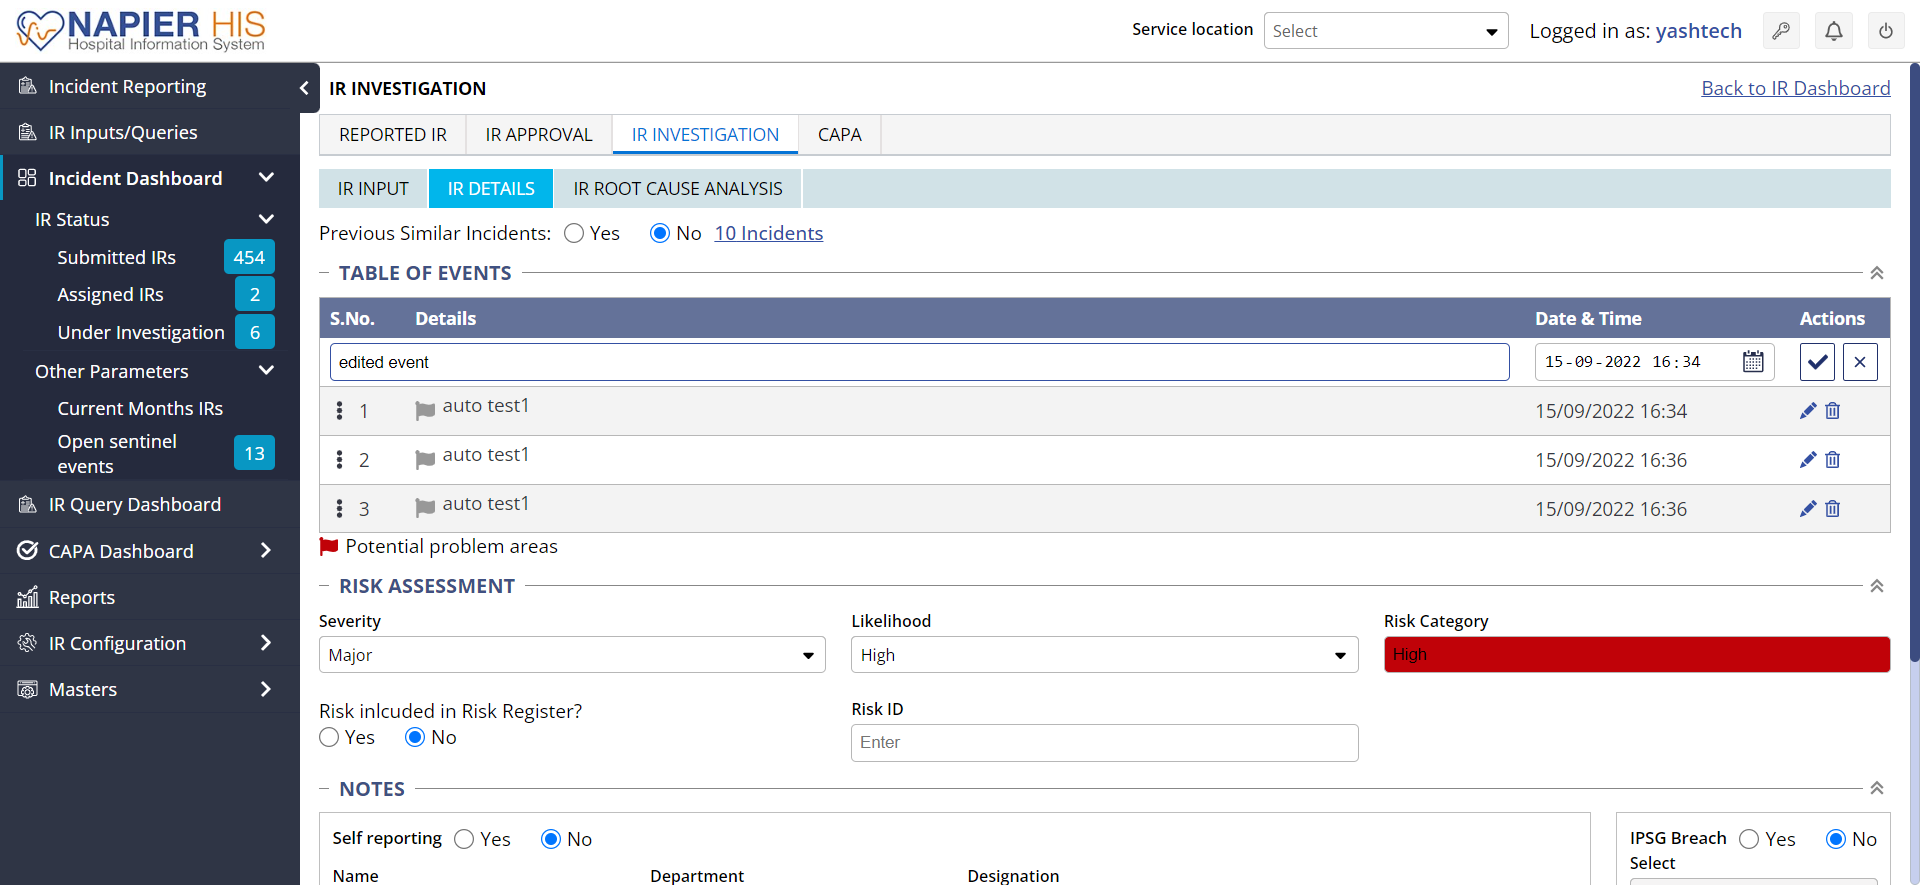 NAPIER HIS
Hospital Information System
Service location
Select
Logged in as: yashtech
Incident Reporting
IR Inputs/Queries
Incident Dashboard
IR Status
Submitted IRs 454
Assigned IRs 2
Under Investigation 6
Other Parameters
Current Months IRs
Open sentinel
events 13
IR Query Dashboard
CAPA Dashboard
Reports
IR Configuration
Masters
IR INVESTIGATION
Back to IR Dashboard
REPORTED IR IR APPROVAL IR INVESTIGATION CAPA
IR INPUT IR DETAILS IR ROOT CAUSE ANALYSIS
Previous Similar Incidents: Yes No 10 Incidents
TABLE OF EVENTS
S.No. Details Date & Time Actions
edited event 15-09-2022 16:34
1 auto test1 15/09/2022 16:34
2 auto test1 15/09/2022 16:36
3 auto test1 15/09/2022 16:36
Potential problem areas
RISK ASSESSMENT
Severity Likelihood Risk Category
Major High High
Risk inlcuded in Risk Register? Risk ID
Yes No Enter
NOTES
Self reporting Yes No IPSG Breach Yes No
Select
Name Department Designation